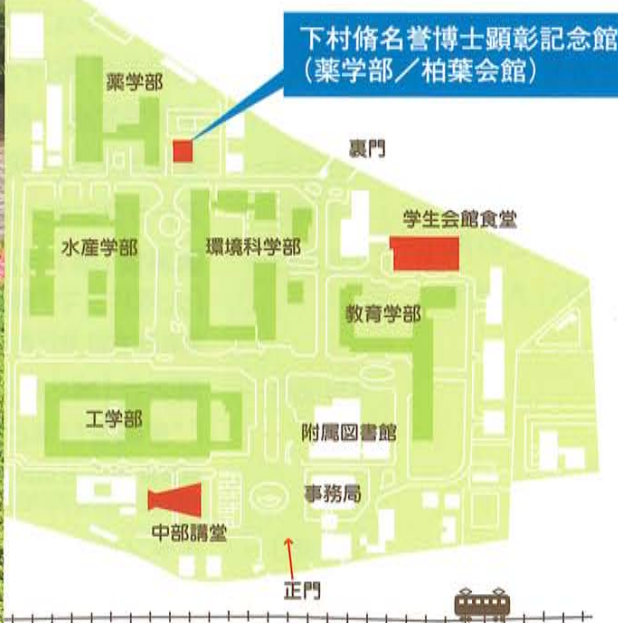 下村脩名誉博士顕彰記念館
（薬学部／柏葉会館）
薬学部
裏門
学生会館食堂
水産学部
環境科学部
教育学部
工学部
附属図書館
事務局
中部講堂
正門